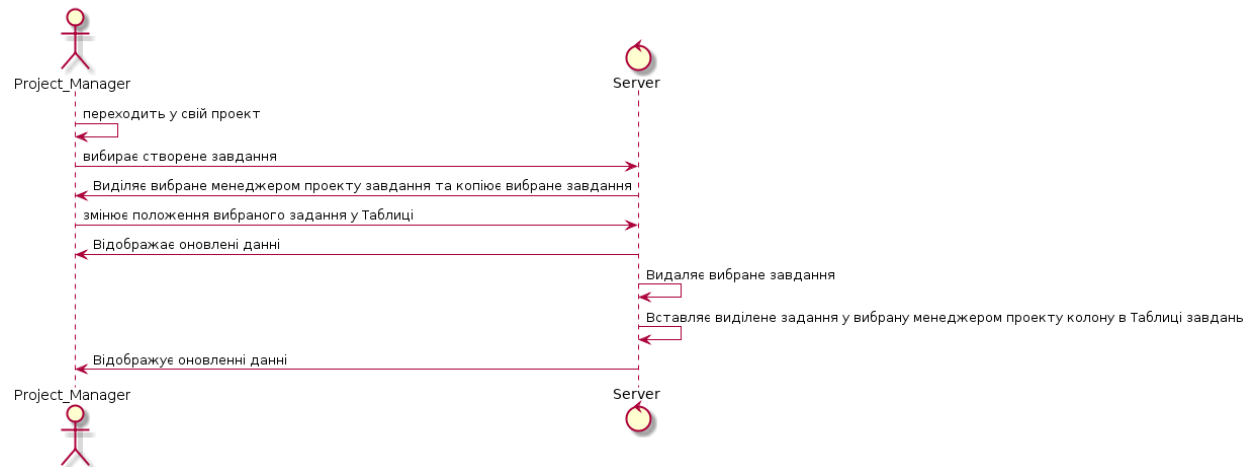 Project_Manager
Server
переходить у свій проект
вибирає створене завдання
Виділяє вибране менеджером проекту завдання та копіює вибране завдання
змінює положення вибраного задання у Таблиці
Відображає оновлені данні
Видаляє вибране завдання
Вставляє виділене задання у вибрану менеджером проекту колону в Таблиці завдань
Відображує оновленні данні
Project_Manager
Server